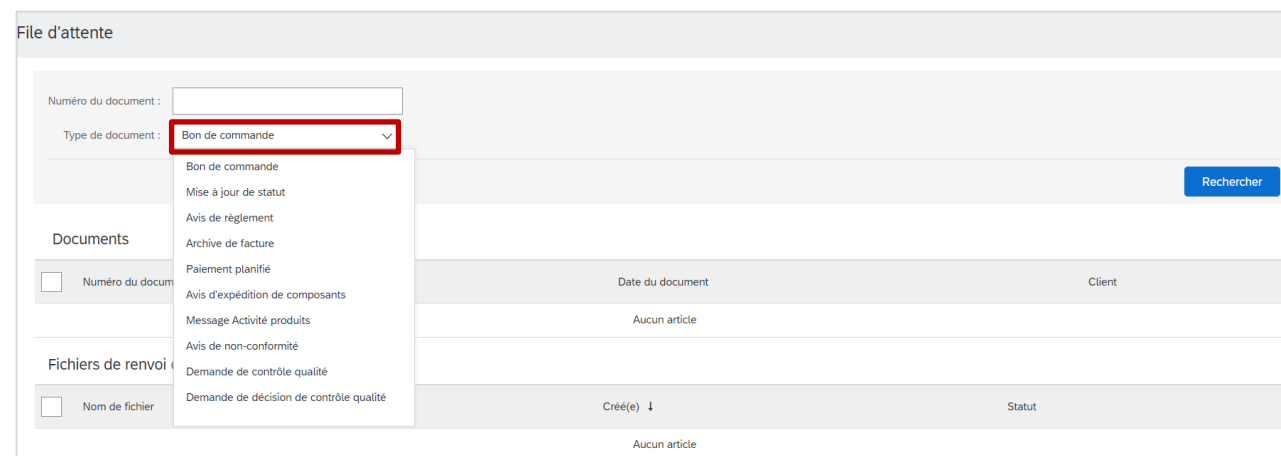 File d'attente
Numéro du document :
Type de document : Bon de commande
Bon de commande
Mise à jour de statut
Avis de règlement
Archive de facture
Paiement planifié
Avis d'expédition de composants
Message Activité produits
Avis de non-conformité
Demande de contrôle qualité
Demande de décision de contrôle qualité
Rechercher
Documents
Numéro du docum Date du document Client
Aucun article
Fichiers de renvoi
Nom de fichier Créé(e) ↓ Statut
Aucun article